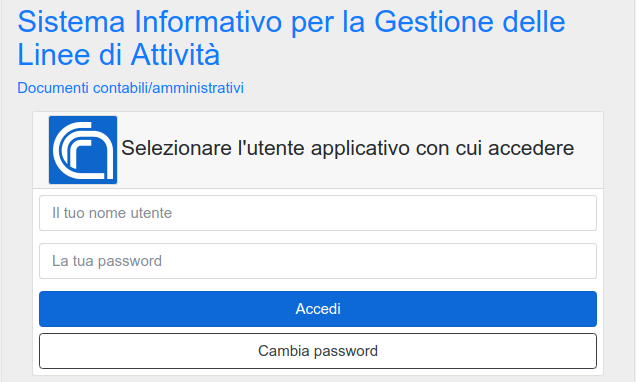 Sistema Informativo per la Gestione delle
Linee di Attività
Documenti contabili/amministrativi
Selezionare l'utente applicativo con cui accedere
Il tuo nome utente
La tua password
Accedi
Cambia password